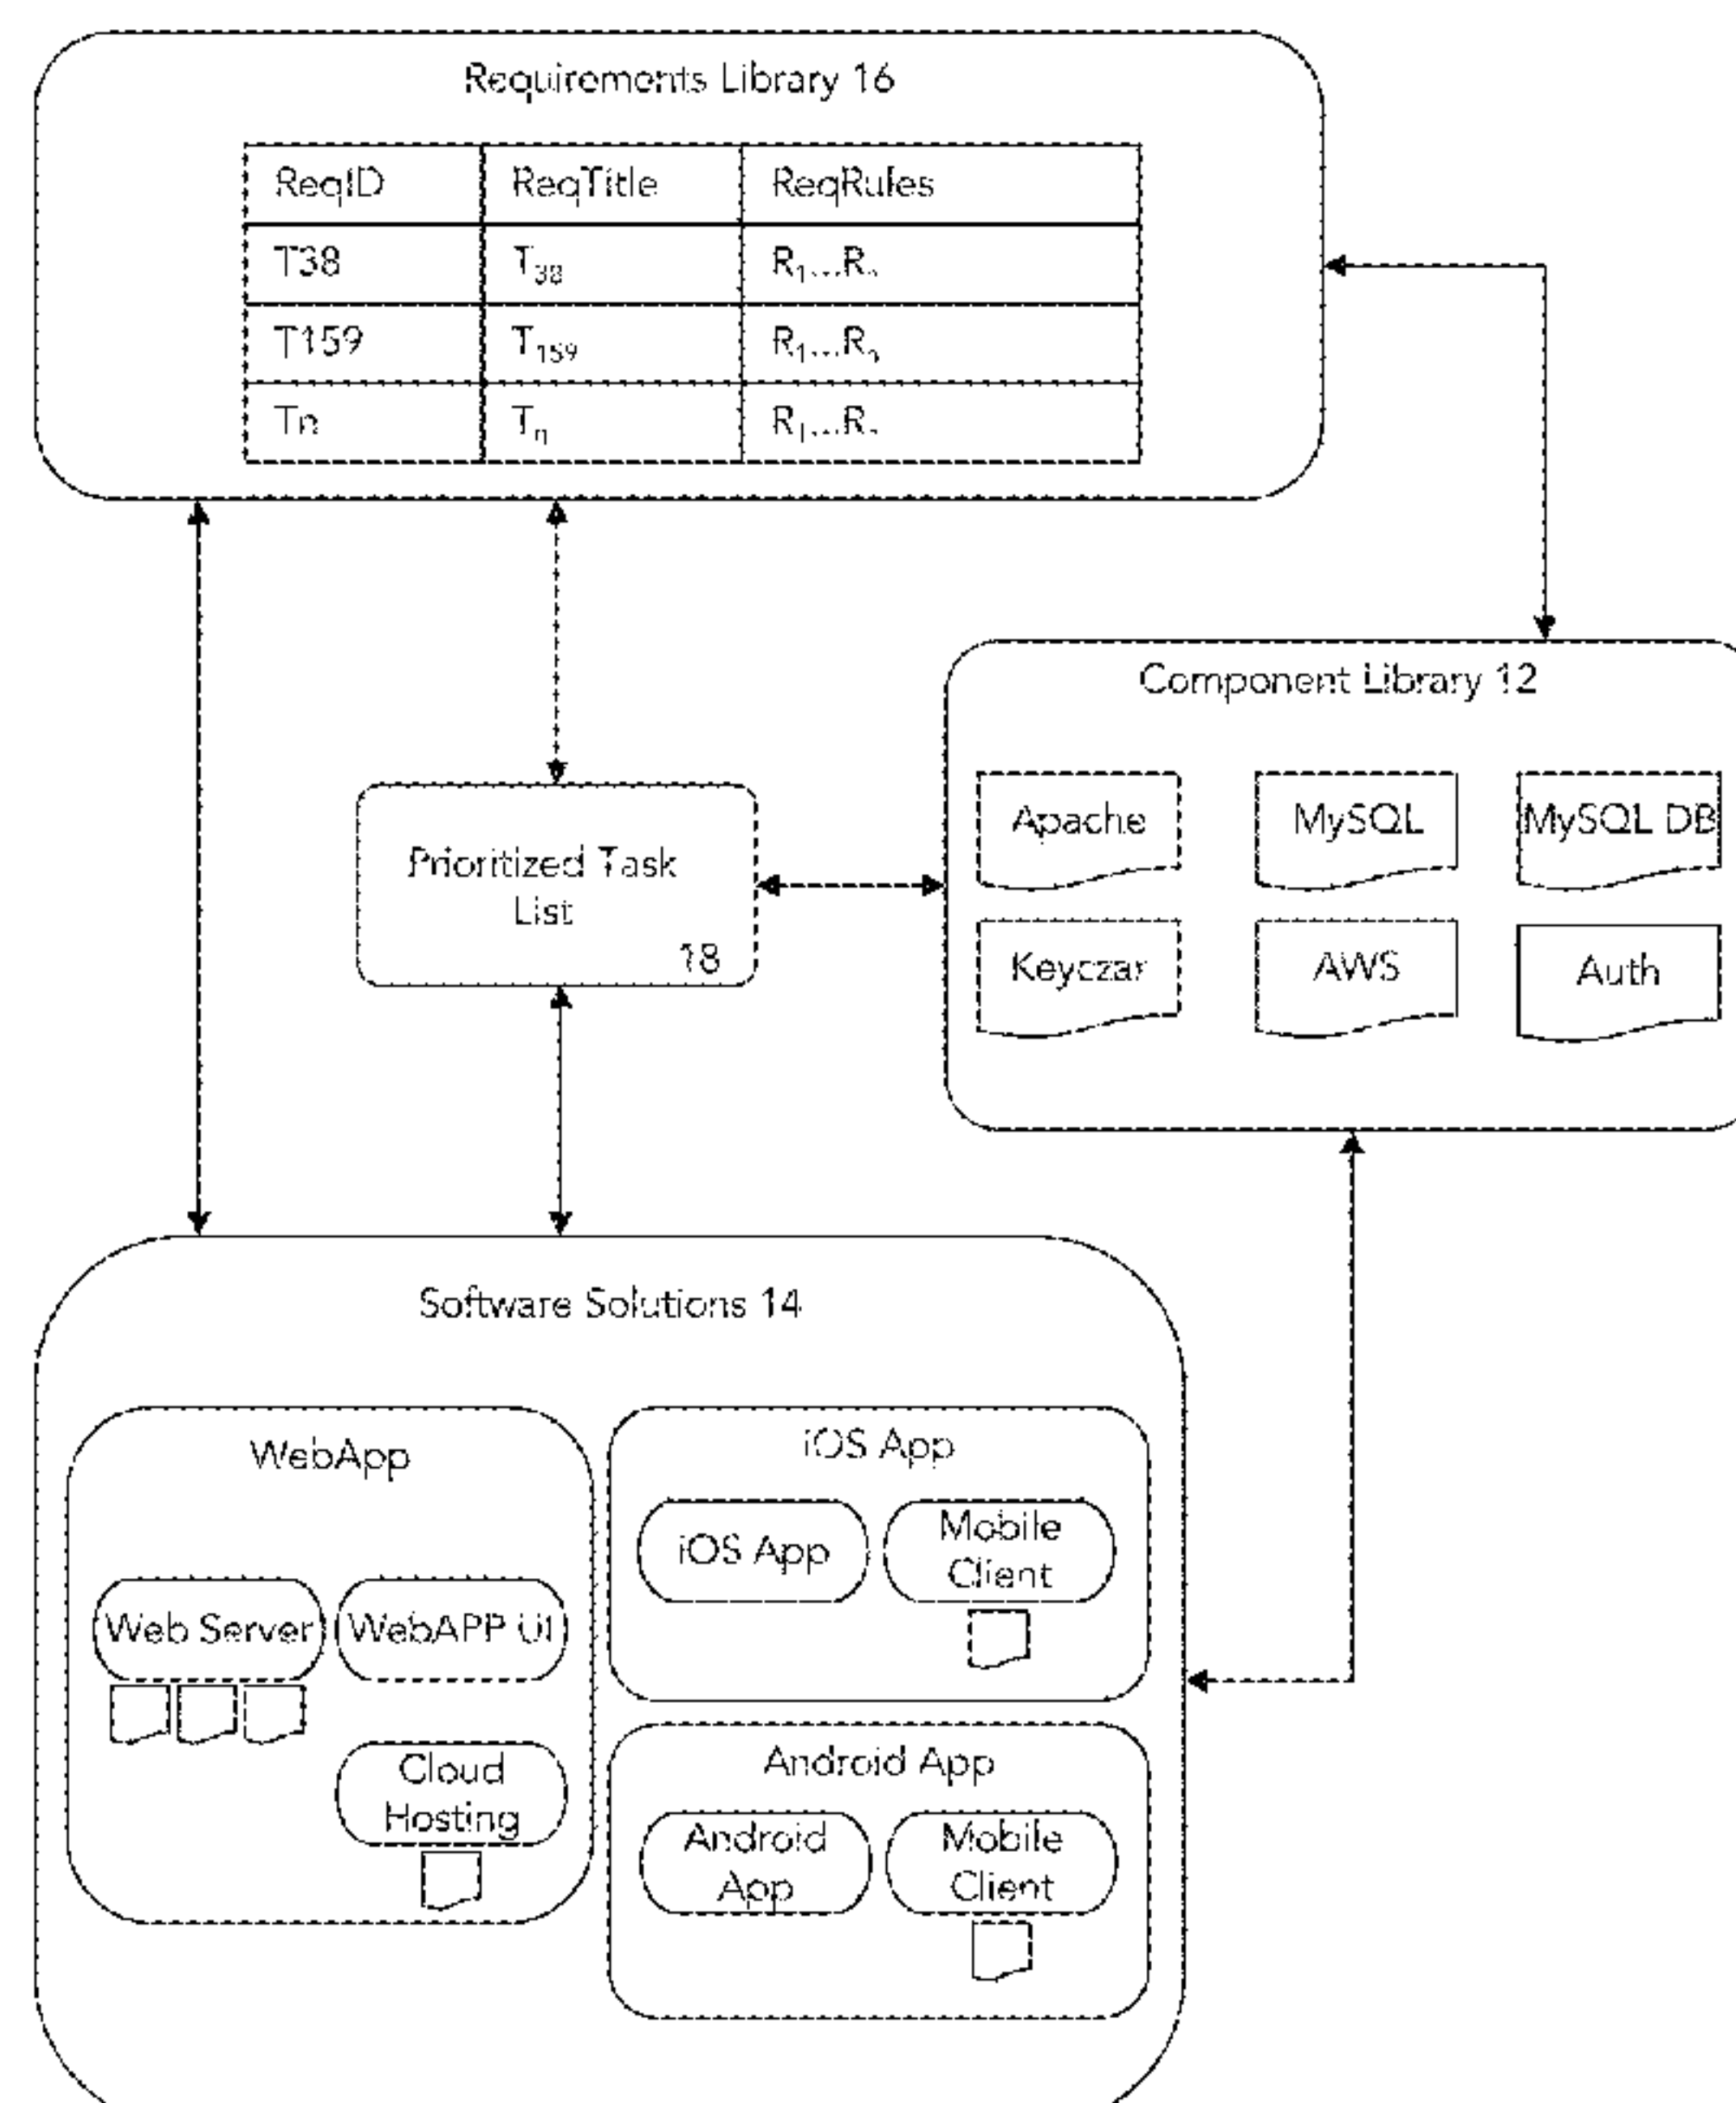 Requirements Library 16
ReqID ReqTitle ReqRules
T38 T38 R1...Rn
T159 T159 R1...Rn
Tn Tn R1...Rn
Component Library 12
Apache MySQL MySQL DB
Prioritized Task
List
18
Keyczar AWS Auth
Software Solutions 14
WebApp
iOS App
iOS App
Mobile
Client
Web Server WebAPP UI
Cloud
Hosting
Android App
Android
App
Mobile
Client